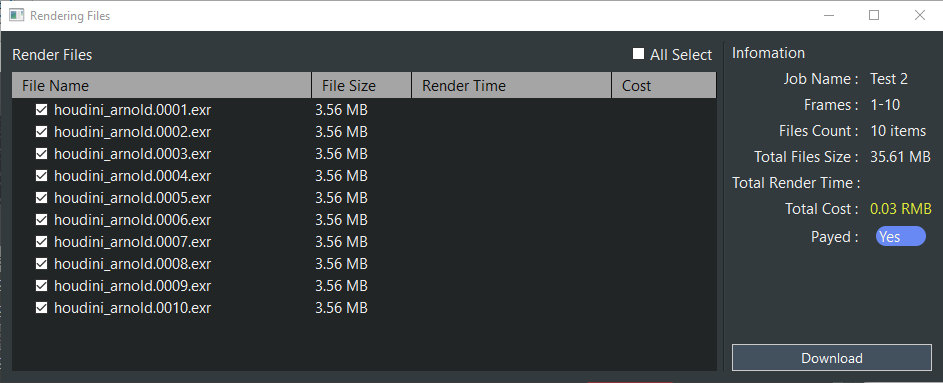 Rendering Files
Render Files
All Select
File Name File Size Render Time Cost
houdini_arnold.0001.exr 3.56 MB
houdini_arnold.0002.exr 3.56 MB
houdini_arnold.0003.exr 3.56 MB
houdini_arnold.0004.exr 3.56 MB
houdini_arnold.0005.exr 3.56 MB
houdini_arnold.0006.exr 3.56 MB
houdini_arnold.0007.exr 3.56 MB
houdini_arnold.0008.exr 3.56 MB
houdini_arnold.0009.exr 3.56 MB
houdini_arnold.0010.exr 3.56 MB
Infomation
Job Name : Test 2
Frames : 1-10
Files Count : 10 items
Total Files Size : 35.61 MB
Total Render Time :
Total Cost : 0.03 RMB
Payed : Yes
Download